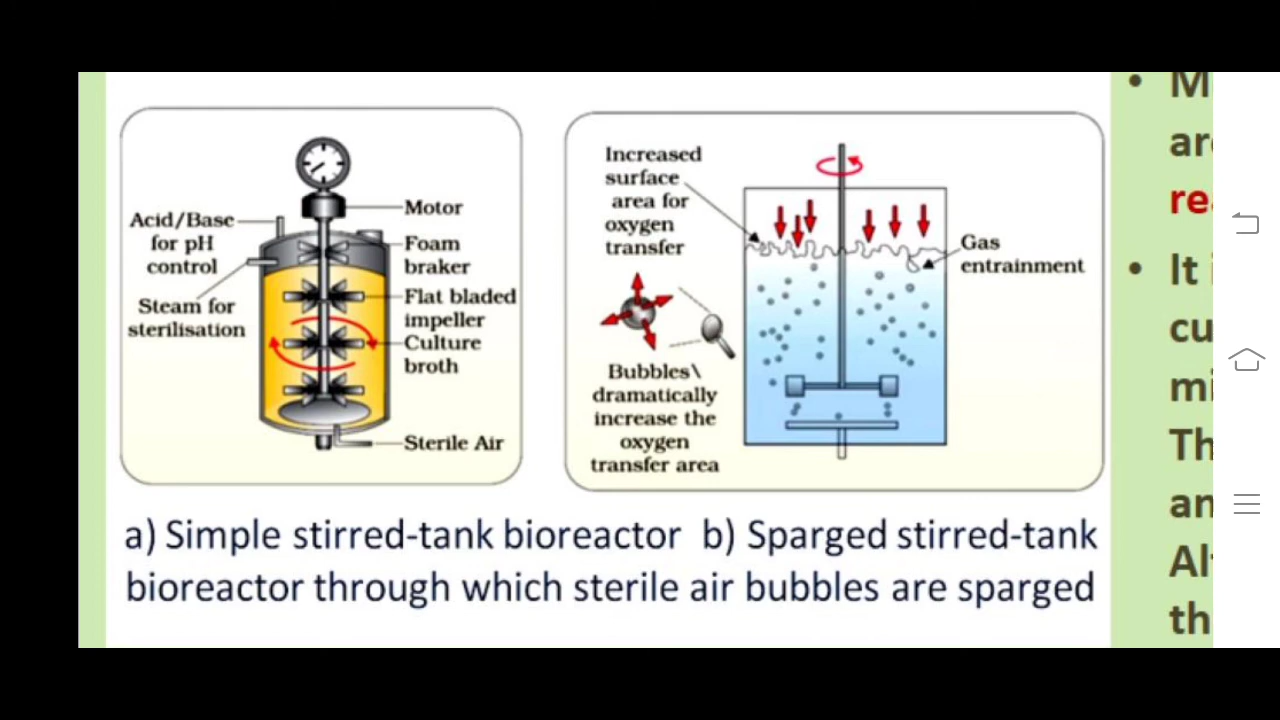 Acid/Base
for pH
control
Steam for
sterilisation
Motor
Foam
braker
Flat bladed
impeller
Culture
broth
Sterile Air
Increased
surface
area for
oxygen
transfer
Gas
entrainment
Bubbles\
dramatically
increase the
oxygen
transfer area
a) Simple stirred-tank bioreactor b) Sparged stirred-tank
bioreactor through which sterile air bubbles are sparged
• It
Th